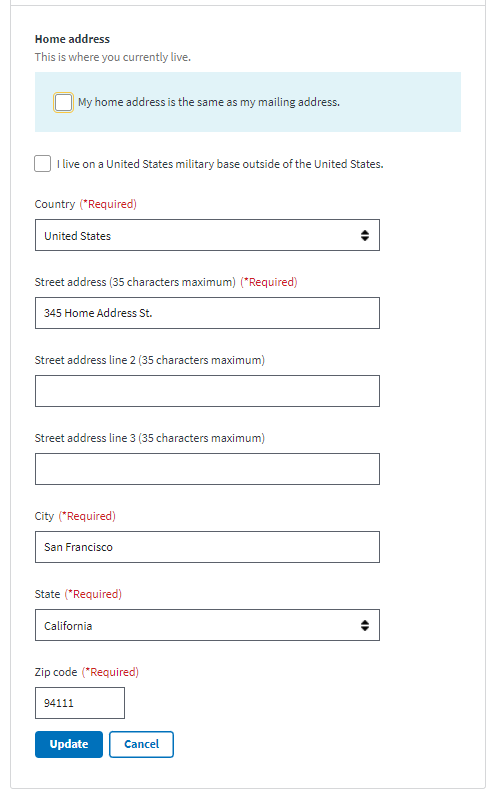 Home address
This is where you currently live.
My home address is the same as my mailing address.
I live on a United States military base outside of the United States.
Country (*Required)
United States
Street address (35 characters maximum) (*Required)
345 Home Address St.
Street address line 2 (35 characters maximum)
Street address line 3 (35 characters maximum)
City (*Required)
San Francisco
State (*Required)
California
Zip code (*Required)
94111
Update Cancel